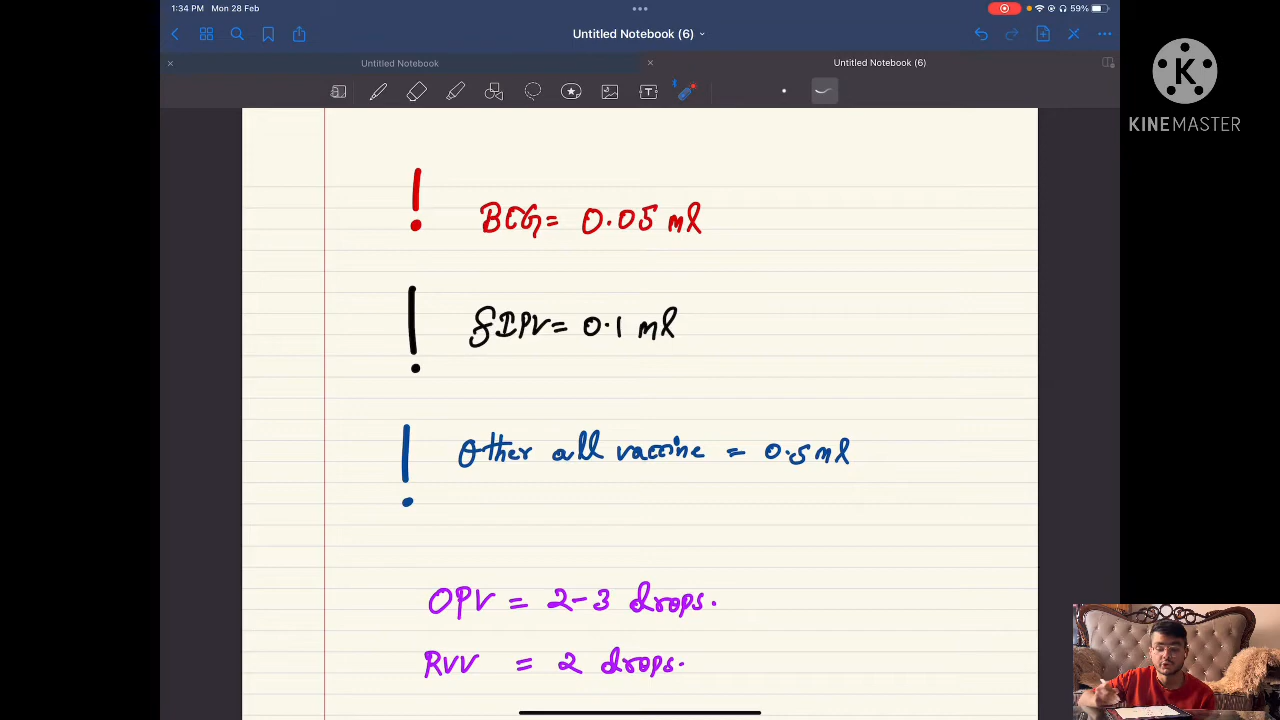 1:34 PM Mon 28 Feb
59%
Untitled Notebook (6)
Untitled Notebook
Untitled Notebook (6)
K
KINEMASTER
! BCG = 0.05 ml
! fIPV = 0.1 ml
! Other all vaccine = 0.5 ml
OPV = 2-3 drops.
RVV = 2 drops.